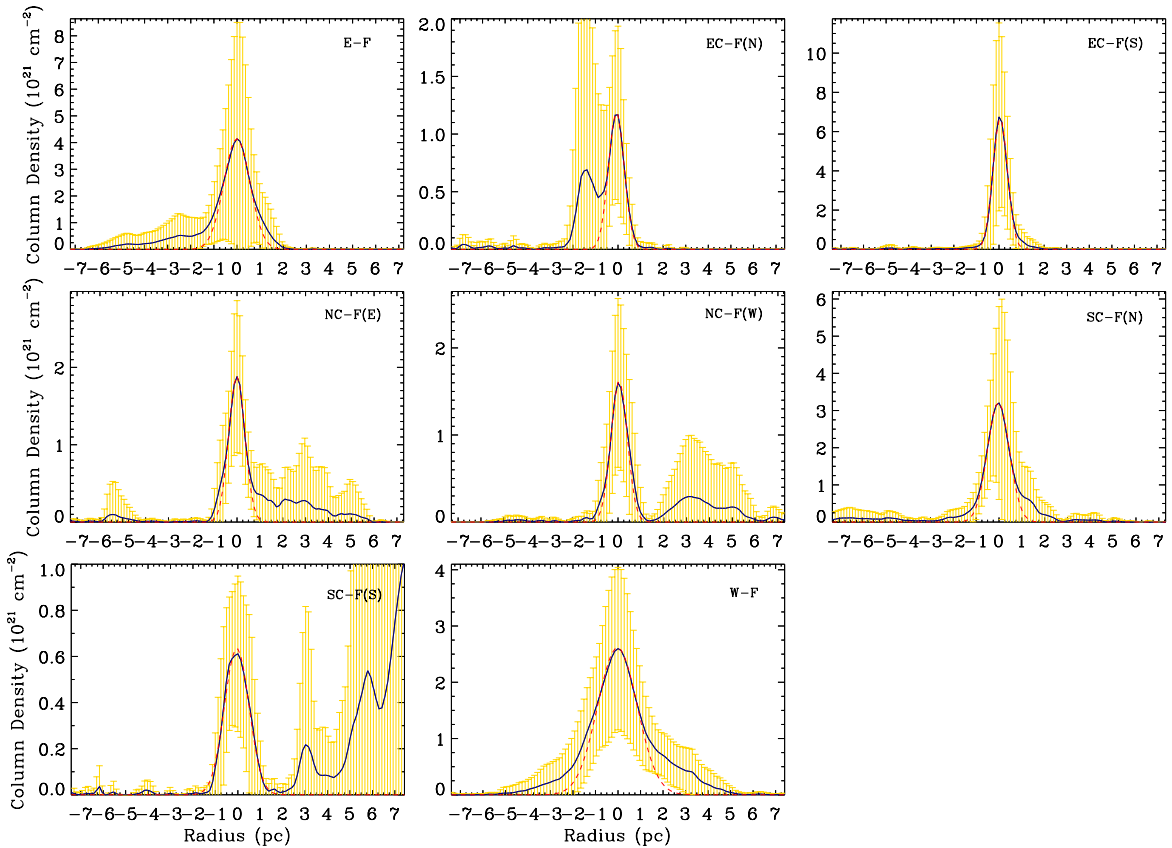 E-F
EC-F(N)
EC-F(S)
Column Density (10²¹ cm⁻²)
8
7
6
5
4
3
2
1
0
2.0
1.5
1.0
0.5
0.0
10
8
6
4
2
0
-7-6-5-4-3-2-1 0 1 2 3 4 5 6 7
-7-6-5-4-3-2-1 0 1 2 3 4 5 6 7
-7-6-5-4-3-2-1 0 1 2 3 4 5 6 7
NC-F(E)
NC-F(W)
SC-F(N)
Column Density (10²¹ cm⁻²)
2
1
0
2
1
0
6
5
4
3
2
1
0
-7-6-5-4-3-2-1 0 1 2 3 4 5 6 7
-7-6-5-4-3-2-1 0 1 2 3 4 5 6 7
-7-6-5-4-3-2-1 0 1 2 3 4 5 6 7
SC-F(S)
W-F
Column Density (10²¹ cm⁻²)
1.0
0.8
0.6
0.4
0.2
0.0
4
3
2
1
0
-7-6-5-4-3-2-1 0 1 2 3 4 5 6 7
-7-6-5-4-3-2-1 0 1 2 3 4 5 6 7
Radius (pc)
Radius (pc)